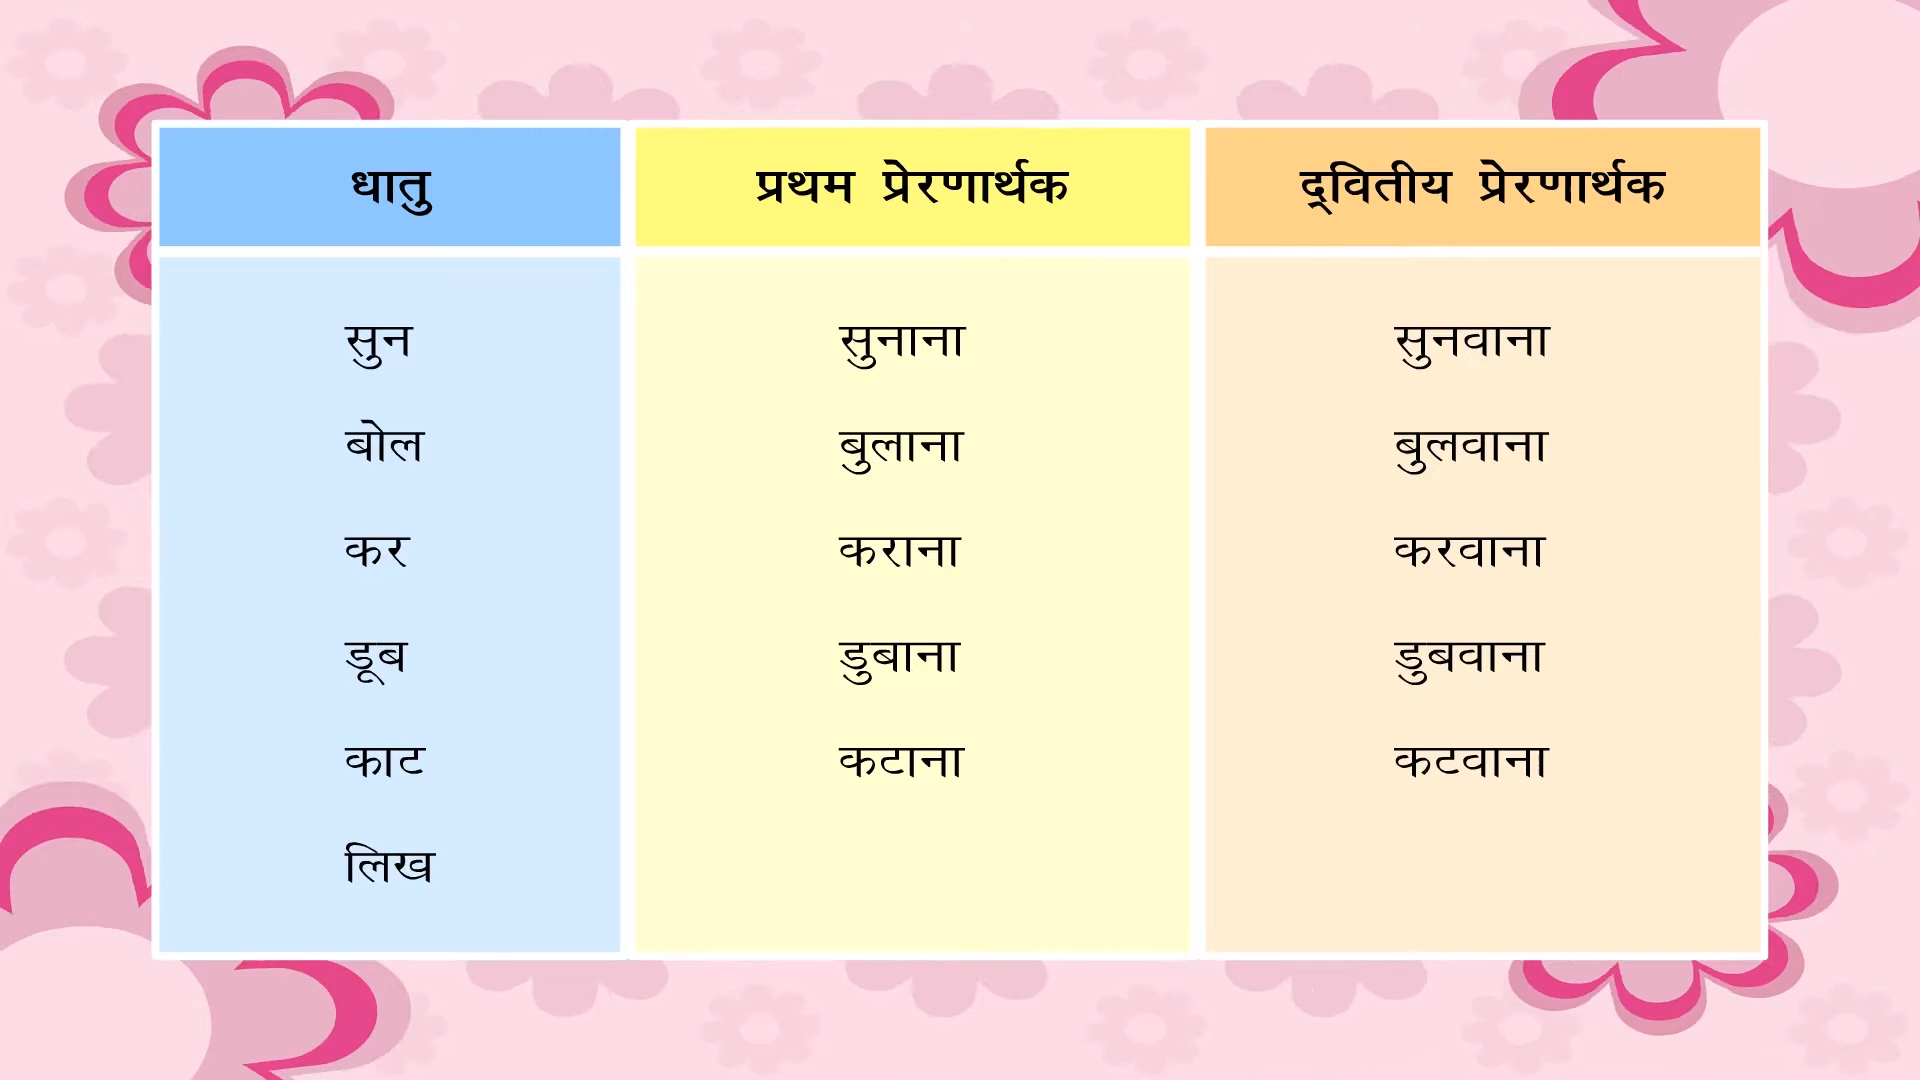 धातु प्रथम प्रेरणार्थक द्‌वितीय प्रेरणार्थक
सुन सुनाना सुनवाना
बोल बुलाना बुलवाना
कर कराना करवाना
डूब डुबाना डुबवाना
काट कटाना कटवाना
लिख